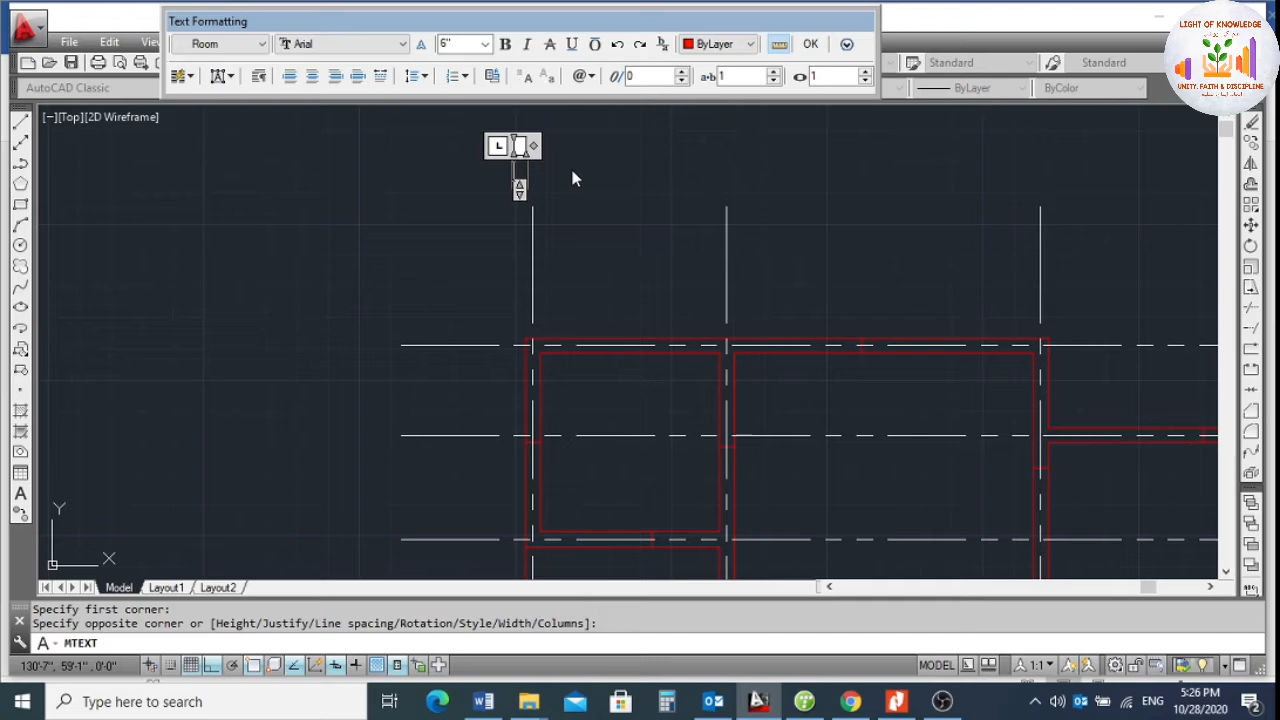 Text Formatting
LIGHT OF KNOWLEDGE
UNITY, FAITH & DISCIPLINE
Room
Arial
6"
B I A U O
ByLayer
OK
File Edit
Standard
Standard
@ 0/ 0 a•b 1 1
AutoCAD Classic
ByLayer
ByColor
[−][Top][2D Wireframe]
Y
X
A
Model Layout1 Layout2
Specify first corner:
Specify opposite corner or [Height/Justify/Line spacing/Rotation/Style/Width/Columns]:
A - MTEXT
130'-7", 59'-1", 0'-0"
MODEL
1:1
Type here to search
ENG
5:26 PM
10/28/2020
2